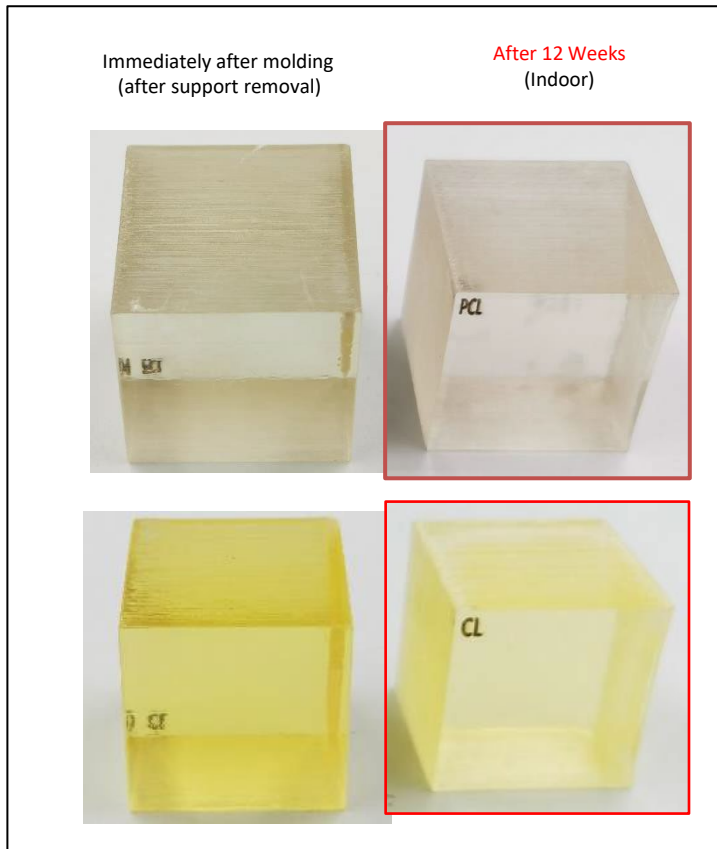 Immediately after molding
(after support removal)
After 12 Weeks
(Indoor)
PCL
CL